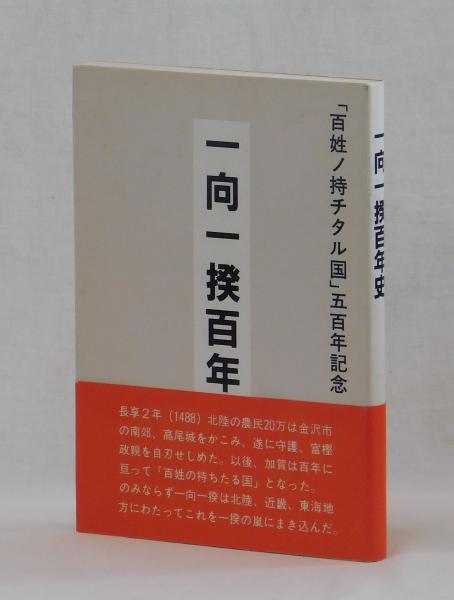 「百姓ノ持チタル国」五百年記念
一向一揆百年
一向一揆百年史
長享2年(1488)北陸の農民20万は金沢市
の南郊、高尾城をかこみ、遂に守護、富樫
政親を自刃せしめた。以後、加賀は百年に
亘って「百姓の持ちたる国」となった。
のみならず一向一揆は北陸、近畿、東海地
方にわたってこれを一揆の嵐にまき込んだ。